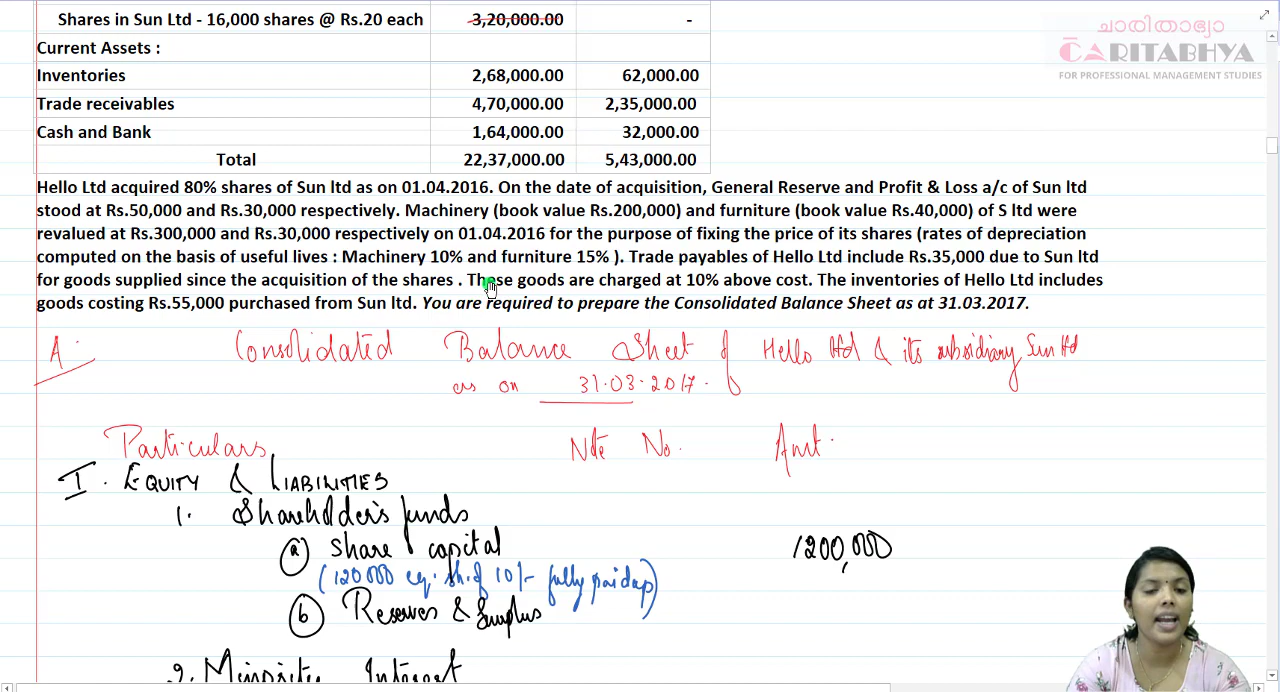 Shares in Sun Ltd - 16,000 shares @ Rs.20 each 3,20,000.00 -
ചാരിതാഭ്യാ
CARITABHYA
FOR PROFESSIONAL MANAGEMENT STUDIES
Current Assets :
Inventories 2,68,000.00 62,000.00
Trade receivables 4,70,000.00 2,35,000.00
Cash and Bank 1,64,000.00 32,000.00
Total 22,37,000.00 5,43,000.00
Hello Ltd acquired 80% shares of Sun ltd as on 01.04.2016. On the date of acquisition, General Reserve and Profit & Loss a/c of Sun ltd
stood at Rs.50,000 and Rs.30,000 respectively. Machinery (book value Rs.200,000) and furniture (book value Rs.40,000) of S ltd were
revalued at Rs.300,000 and Rs.30,000 respectively on 01.04.2016 for the purpose of fixing the price of its shares (rates of depreciation
computed on the basis of useful lives : Machinery 10% and furniture 15% ). Trade payables of Hello Ltd include Rs.35,000 due to Sun ltd
for goods supplied since the acquisition of the shares . These goods are charged at 10% above cost. The inventories of Hello Ltd includes
goods costing Rs.55,000 purchased from Sun ltd. You are required to prepare the Consolidated Balance Sheet as at 31.03.2017.
A: Consolidated Balance Sheet of Hello ltd & its subsidiary Sun ltd
as on 31.03.2017.
Particulars Note No. Amt.
I. EQUITY & LIABILITIES
1. Shareholder's funds
(a) Share capital 1200,000
(120000 eq. sh. of 10/- fully paid up)
(b) Reserves & Surplus
2. Minority Interest